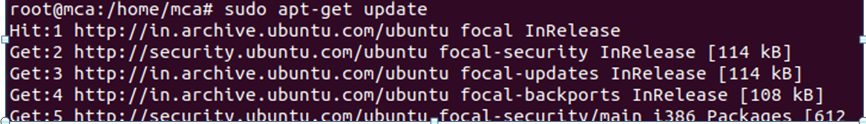 root@mca:/home/mca# sudo apt-get update
Hit:1 http://in.archive.ubuntu.com/ubuntu focal InRelease
Get:2 http://security.ubuntu.com/ubuntu focal-security InRelease [114 kB]
Get:3 http://in.archive.ubuntu.com/ubuntu focal-updates InRelease [114 kB]
Get:4 http://in.archive.ubuntu.com/ubuntu focal-backports InRelease [108 kB]
Get:5 http://security.ubuntu.com/ubuntu focal-security/main i386 Packages [612